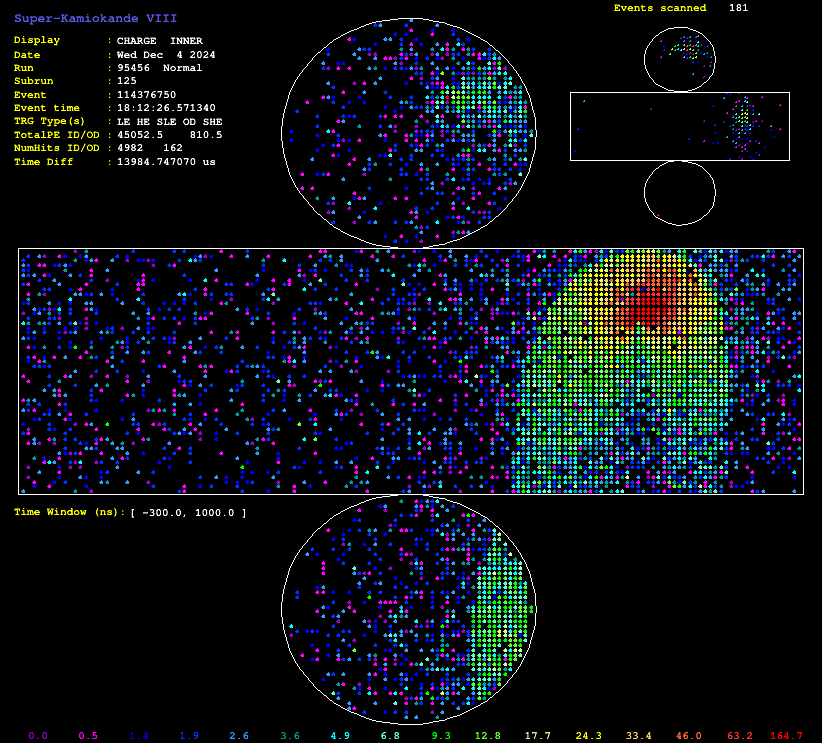 Super-Kamiokande VIII
Events scanned 181
Display : CHARGE INNER
Date : Wed Dec 4 2024
Run : 95456 Normal
Subrun : 125
Event : 114376750
Event time : 18:12:26.571340
TRG Type(s) : LE HE SLE OD SHE
TotalPE ID/OD : 45052.5 810.5
NumHits ID/OD : 4982 162
Time Diff : 13984.747070 us
Time Window (ns): [ -300.0, 1000.0 ]
0.0 0.5 1.4 1.9 2.6 3.6 4.9 6.8 9.3 12.8 17.7 24.3 33.4 46.0 63.2 164.7